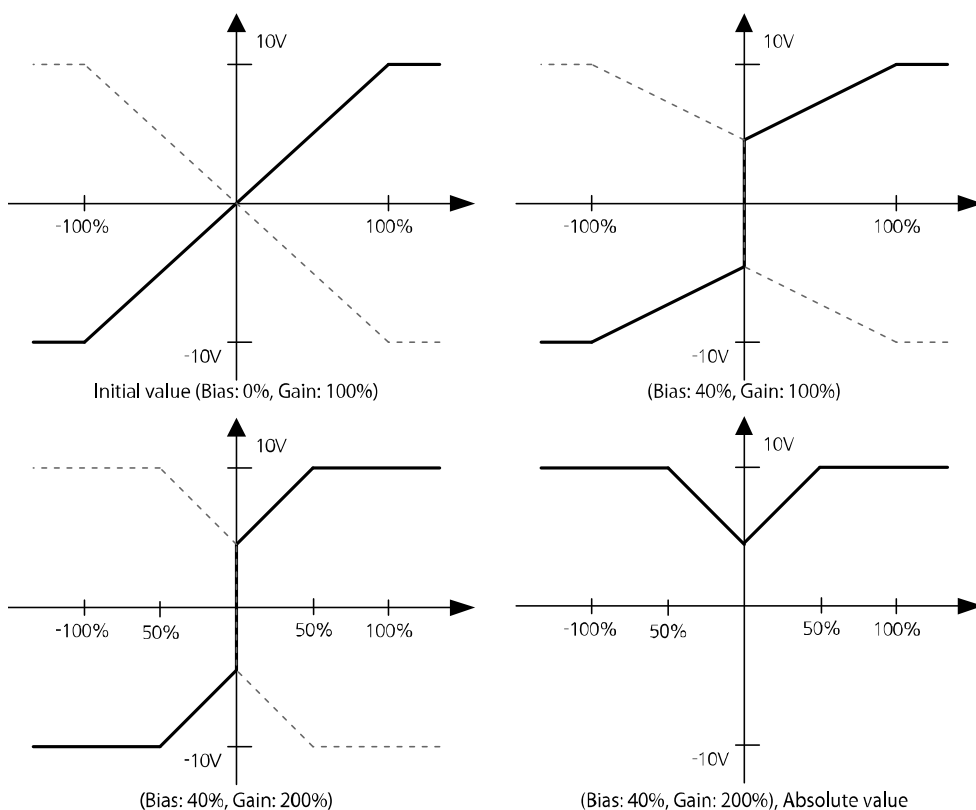 10V
-100%
100%
-10V
Initial value (Bias: 0%, Gain: 100%)
10V
-100%
100%
-10V
(Bias: 40%, Gain: 100%)
10V
-100%
50%
50%
100%
-10V
(Bias: 40%, Gain: 200%)
10V
-100%
50%
50%
100%
-10V
(Bias: 40%, Gain: 200%), Absolute value